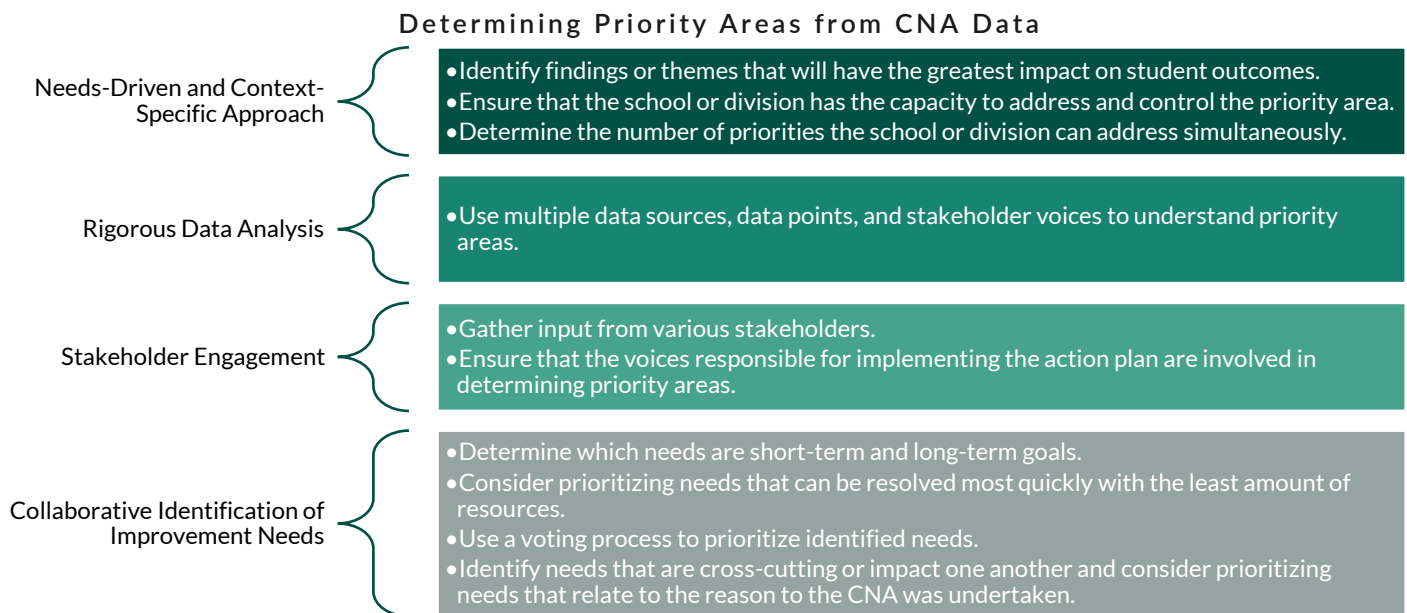 Determining Priority Areas from CNA Data
Needs-Driven and Context-
Specific Approach
•Identify findings or themes that will have the greatest impact on student outcomes.
•Ensure that the school or division has the capacity to address and control the priority area.
•Determine the number of priorities the school or division can address simultaneously.
Rigorous Data Analysis
•Use multiple data sources, data points, and stakeholder voices to understand priority
areas.
Stakeholder Engagement
•Gather input from various stakeholders.
•Ensure that the voices responsible for implementing the action plan are involved in
determining priority areas.
Collaborative Identification of
Improvement Needs
•Determine which needs are short-term and long-term goals.
•Consider prioritizing needs that can be resolved most quickly with the least amount of
resources.
•Use a voting process to prioritize identified needs.
•Identify needs that are cross-cutting or impact one another and consider prioritizing
needs that relate to the reason to the CNA was undertaken.